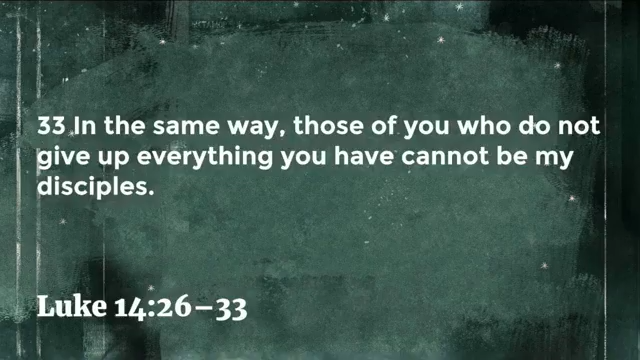 33 In the same way, those of you who do not
give up everything you have cannot be my
disciples.
Luke 14:26–33